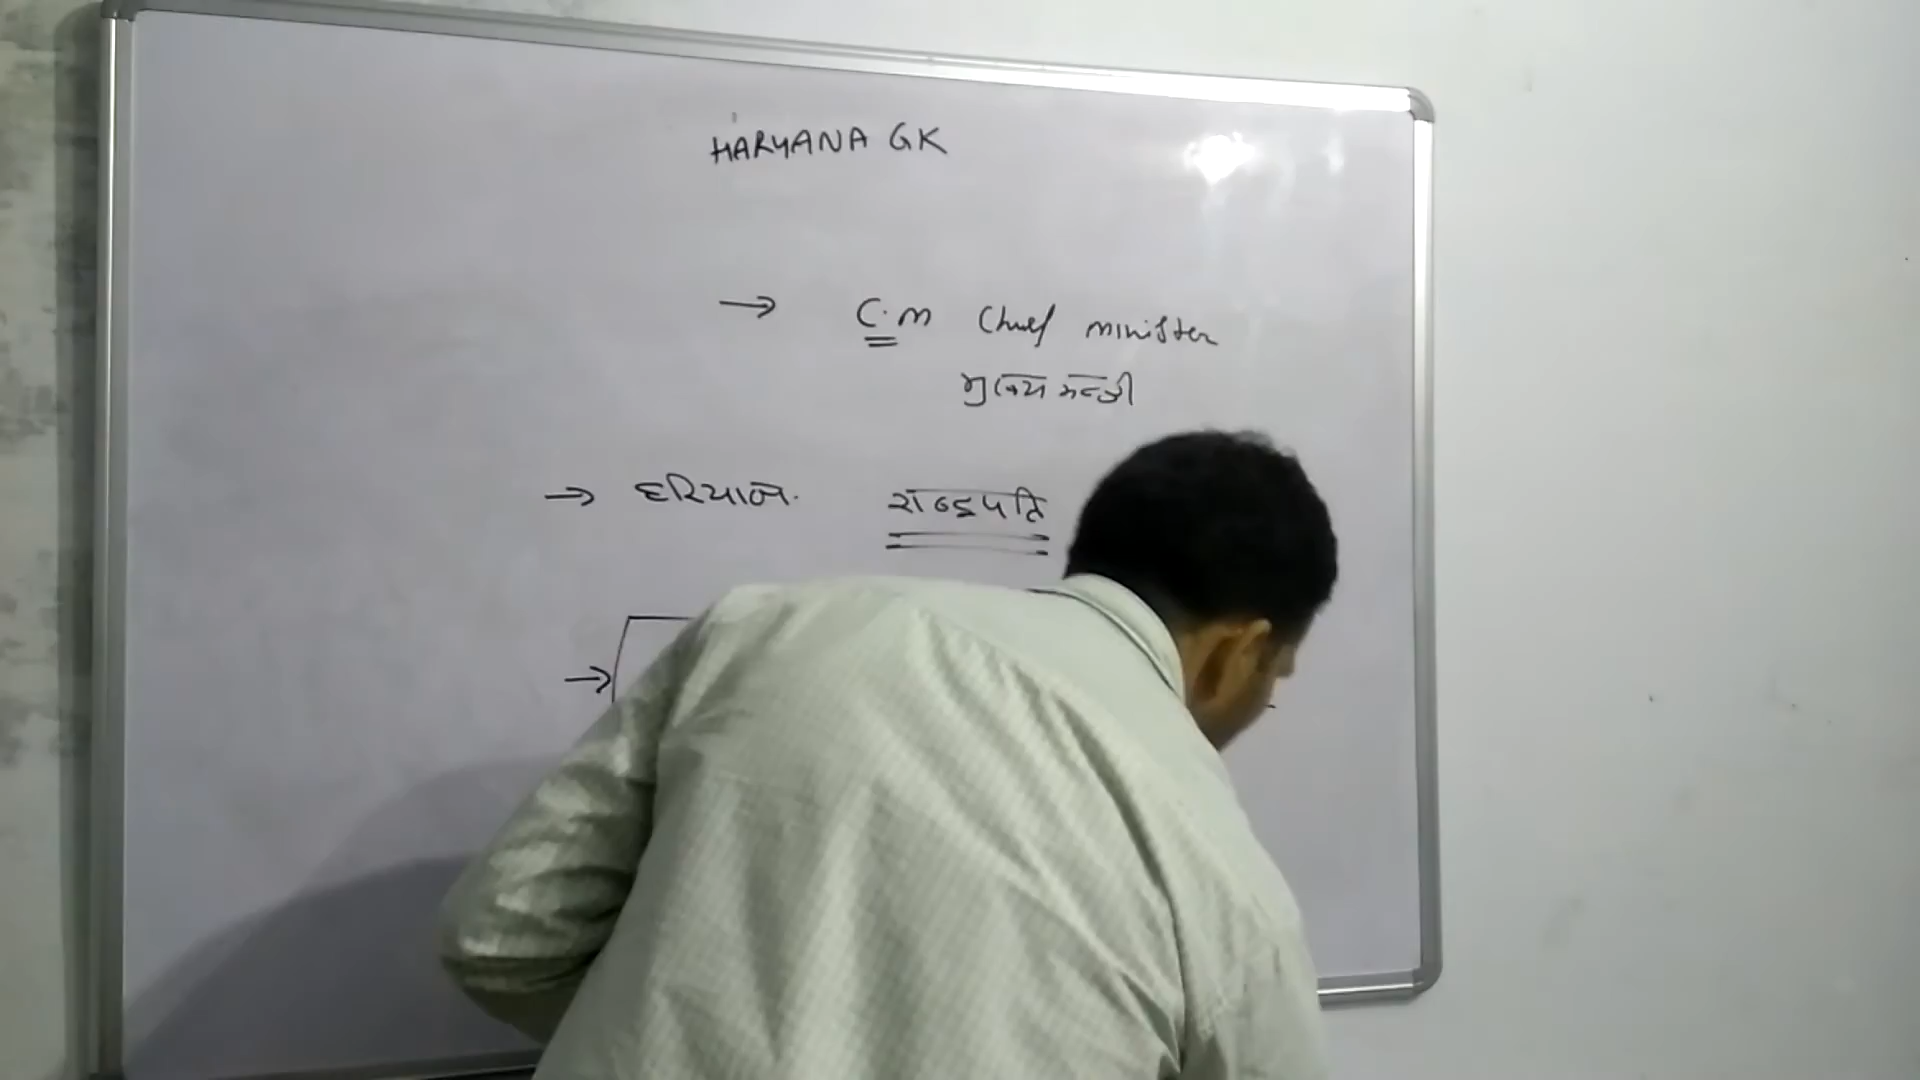 HARYANA GK
→ C.M Chief minister
मुख्य मन्त्री
→ हरियाणा राष्ट्रपति
→